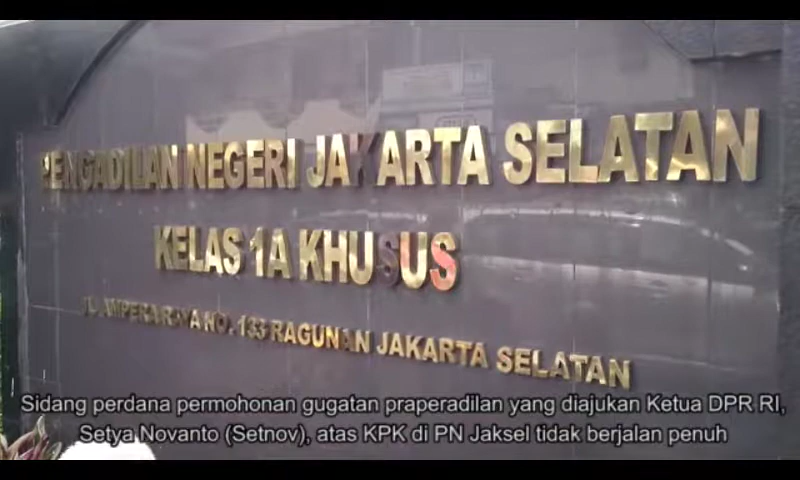 PENGADILAN NEGERI JAKARTA SELATAN
KELAS 1A KHUSUS
JL. AMPERA RAYA NO. 133 RAGUNAN JAKARTA SELATAN
Sidang perdana permohonan gugatan praperadilan yang diajukan Ketua DPR RI,
Setya Novanto (Setnov), atas KPK di PN Jaksel tidak berjalan penuh